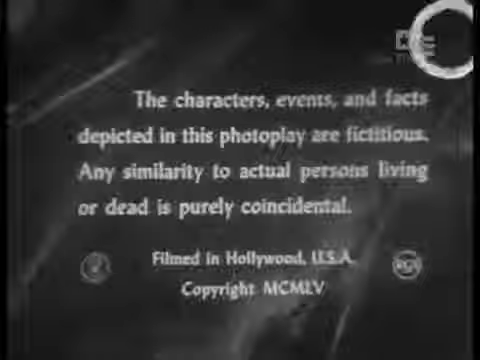 The characters, events, and facts
depicted in this photoplay are fictitious.
Any similarity to actual persons living
or dead is purely coincidental.
Filmed in Hollywood, U.S.A.
RCA
Copyright MCMLV